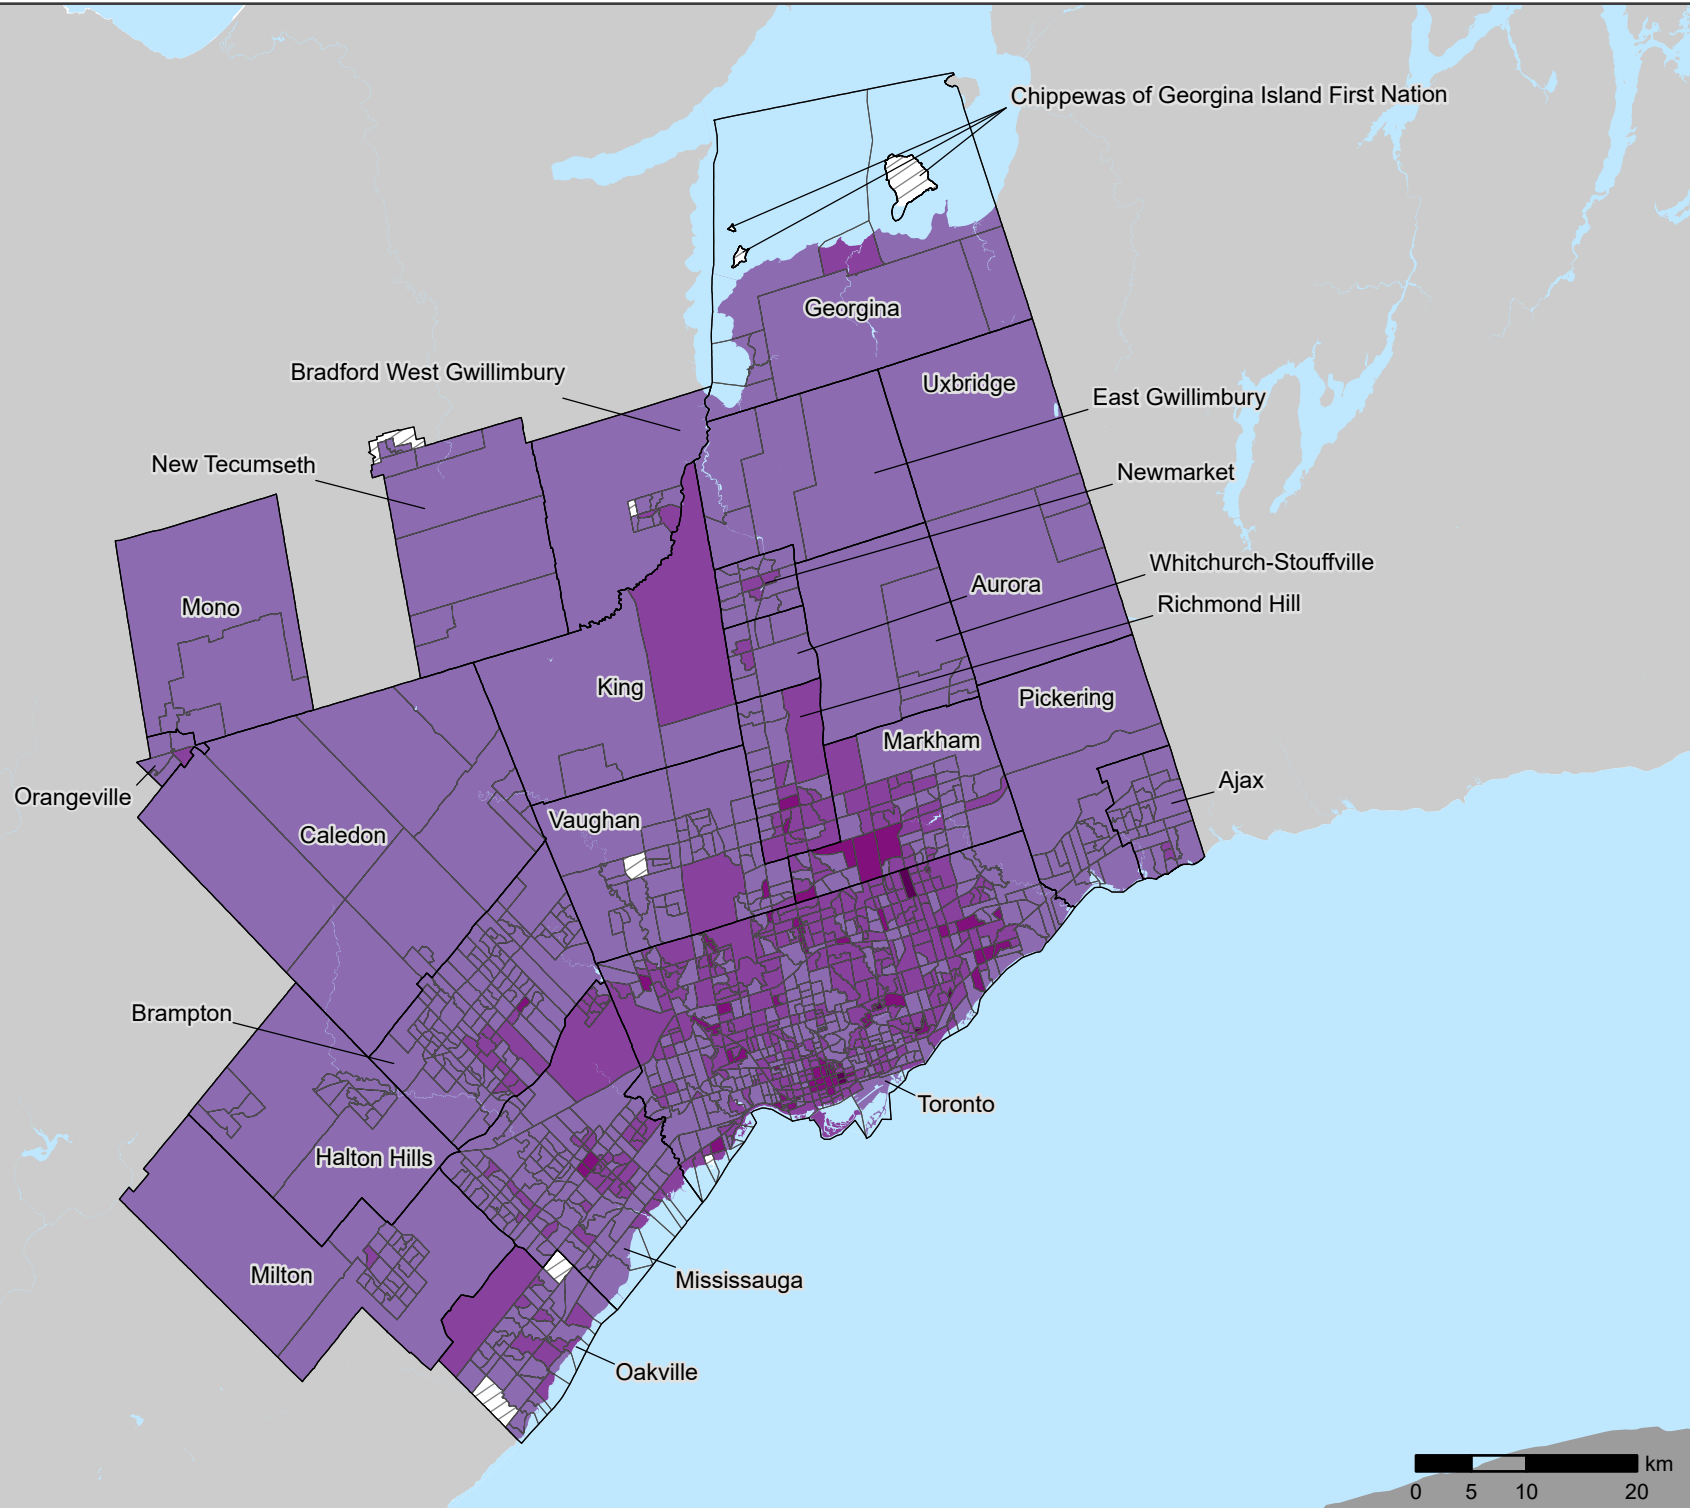 Chippewas of Georgina Island First Nation
Georgina
Bradford West Gwillimbury
Uxbridge
East Gwillimbury
New Tecumseth
Newmarket
Whitchurch-Stouffville
Aurora
Mono
Richmond Hill
King
Pickering
Markham
Ajax
Orangeville
Vaughan
Caledon
Brampton
Toronto
Halton Hills
Milton
Mississauga
Oakville
km
0 5 10 20